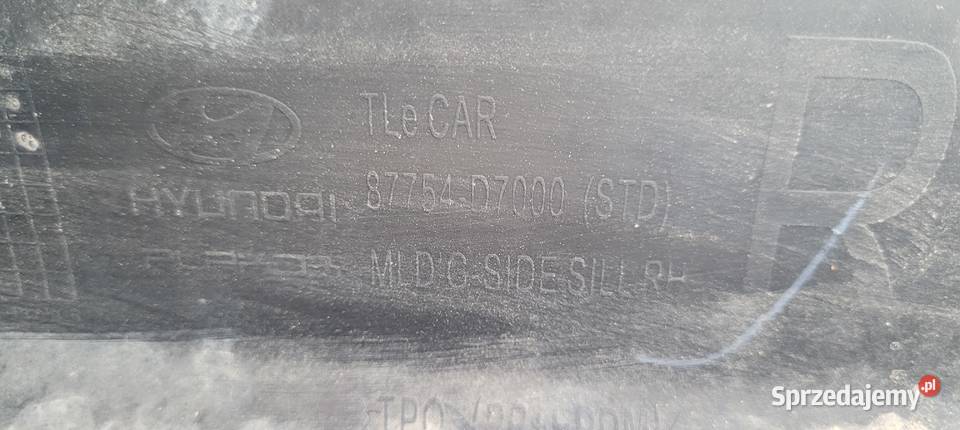 TLe CAR
HYUNDAI 87754-D7000 (STD)
MLD'G-SIDE SILL RH
R
Sprzedajemy.pl